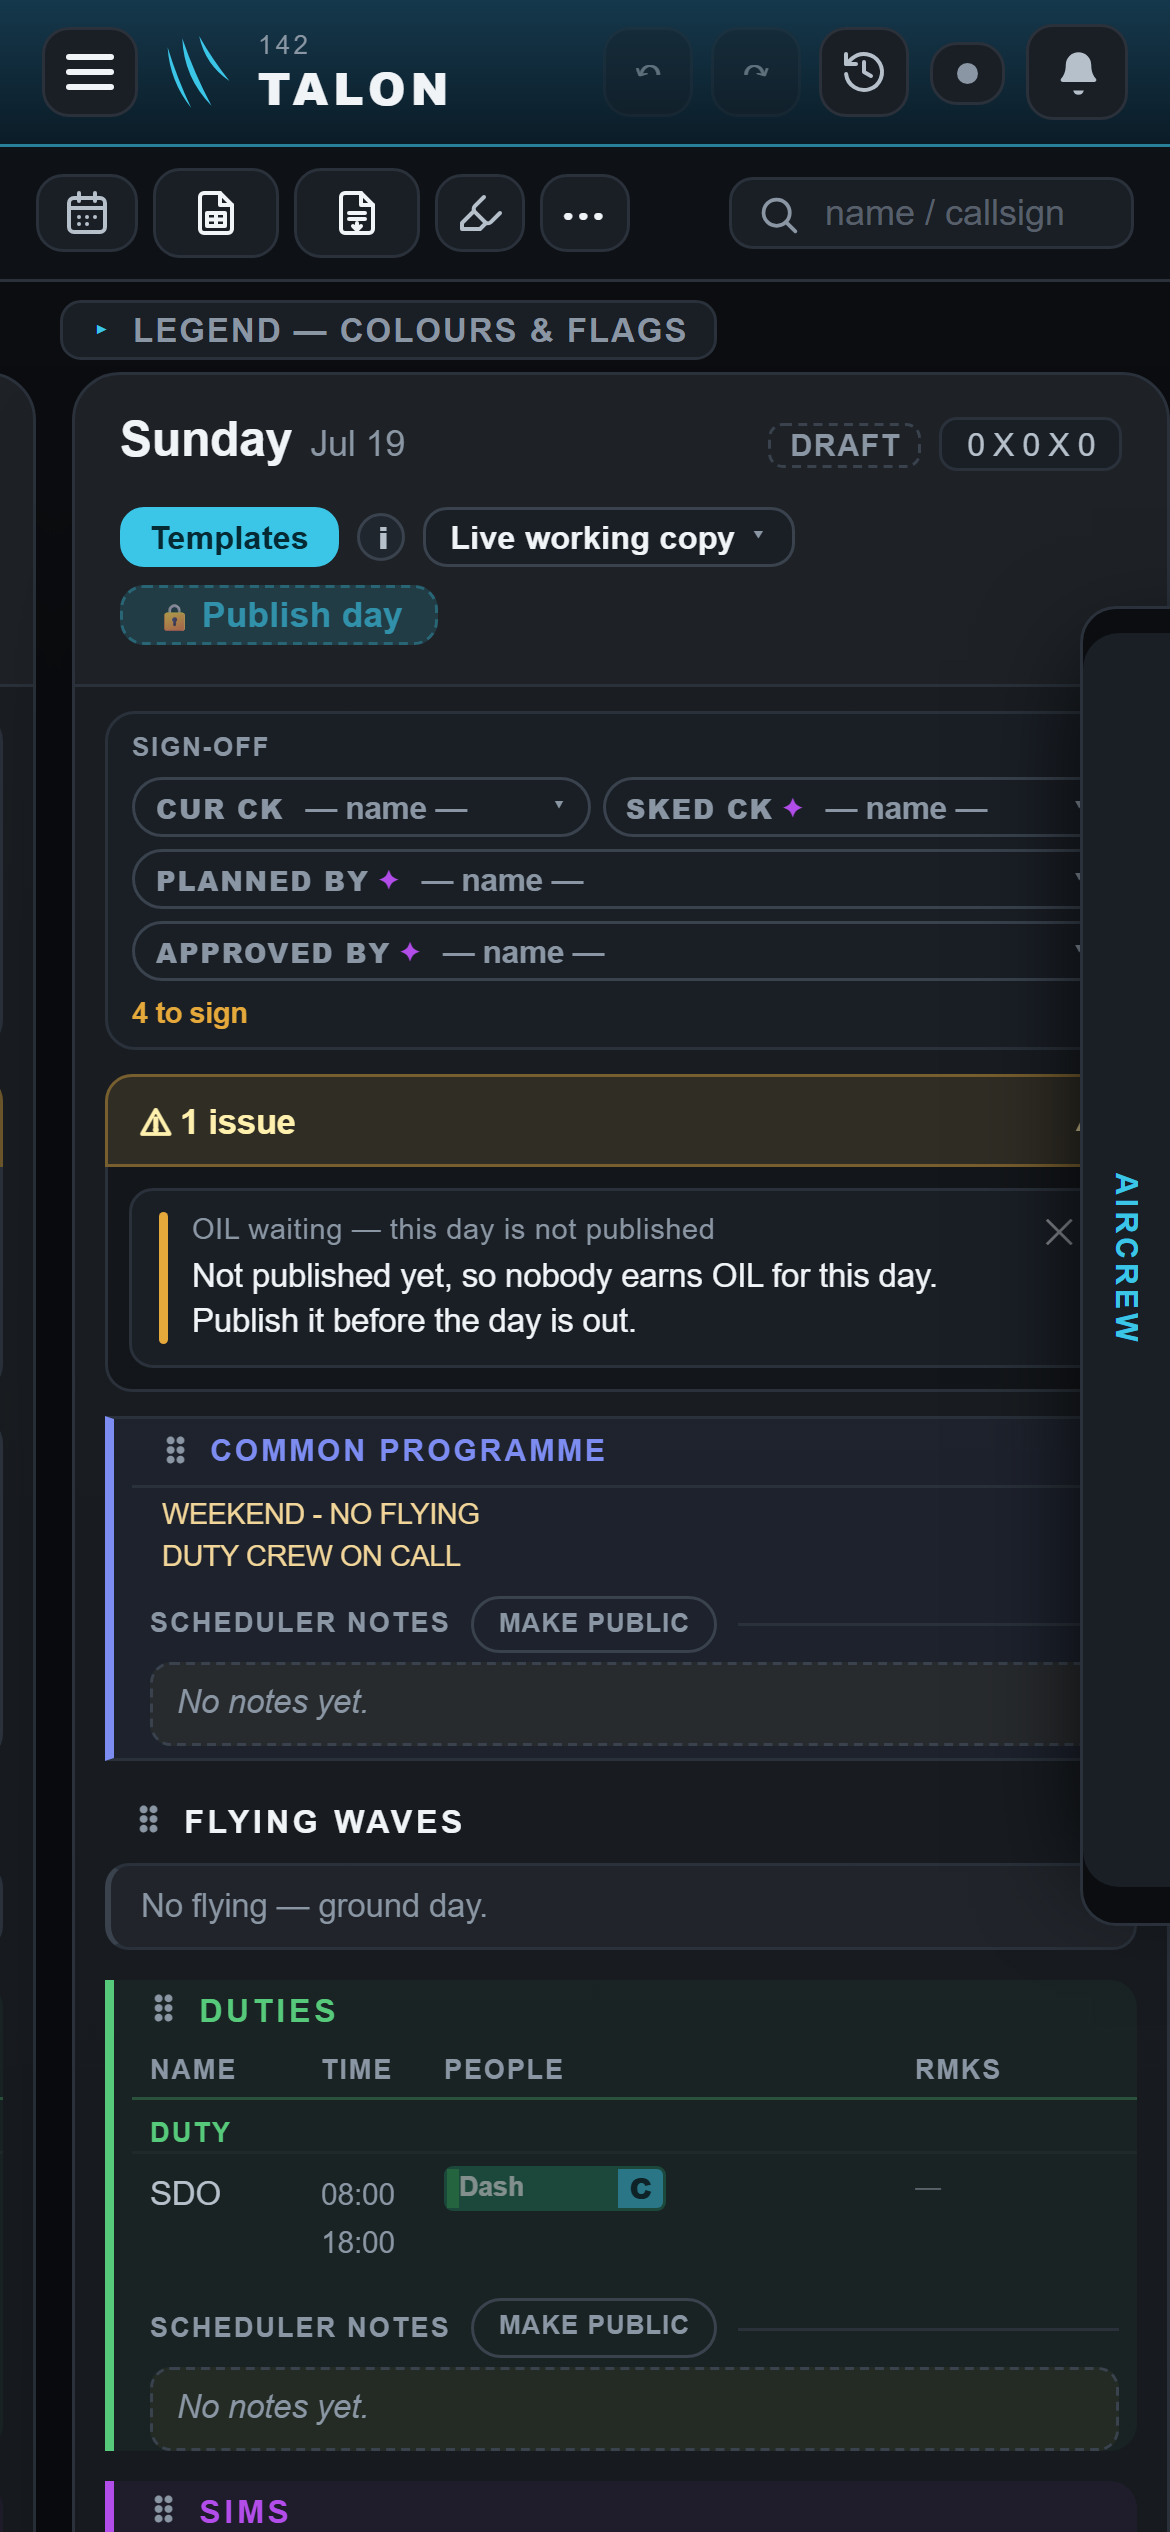 142
TALON
name / callsign
LEGEND — COLOURS & FLAGS
Sunday Jul 19
DRAFT
0 X 0 X 0
Templates
i
Live working copy
Publish day
SIGN-OFF
CUR CK — name —
SKED CK — name —
PLANNED BY — name —
APPROVED BY — name —
4 to sign
1 issue
OIL waiting — this day is not published
Not published yet, so nobody earns OIL for this day.
Publish it before the day is out.
AIRCREW
COMMON PROGRAMME
WEEKEND - NO FLYING
DUTY CREW ON CALL
SCHEDULER NOTES MAKE PUBLIC
No notes yet.
FLYING WAVES
No flying — ground day.
DUTIES
NAME TIME PEOPLE RMKS
DUTY
SDO 08:00 Dash C —
18:00
SCHEDULER NOTES MAKE PUBLIC
No notes yet.
SIMS